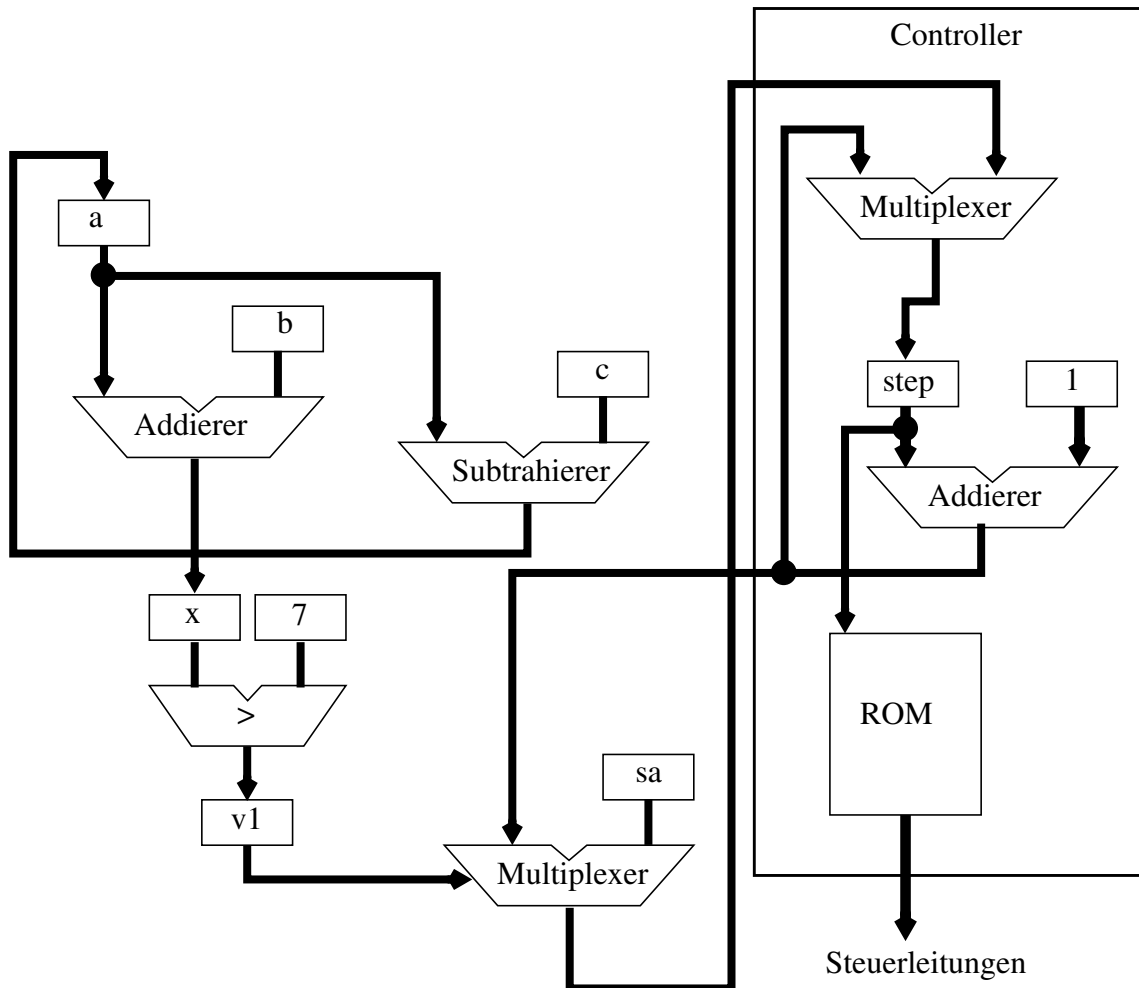 Controller
a
Multiplexer
b
c
step
1
Addierer
Subtrahierer
Addierer
x
7
>
ROM
sa
v1
Multiplexer
Steuerleitungen